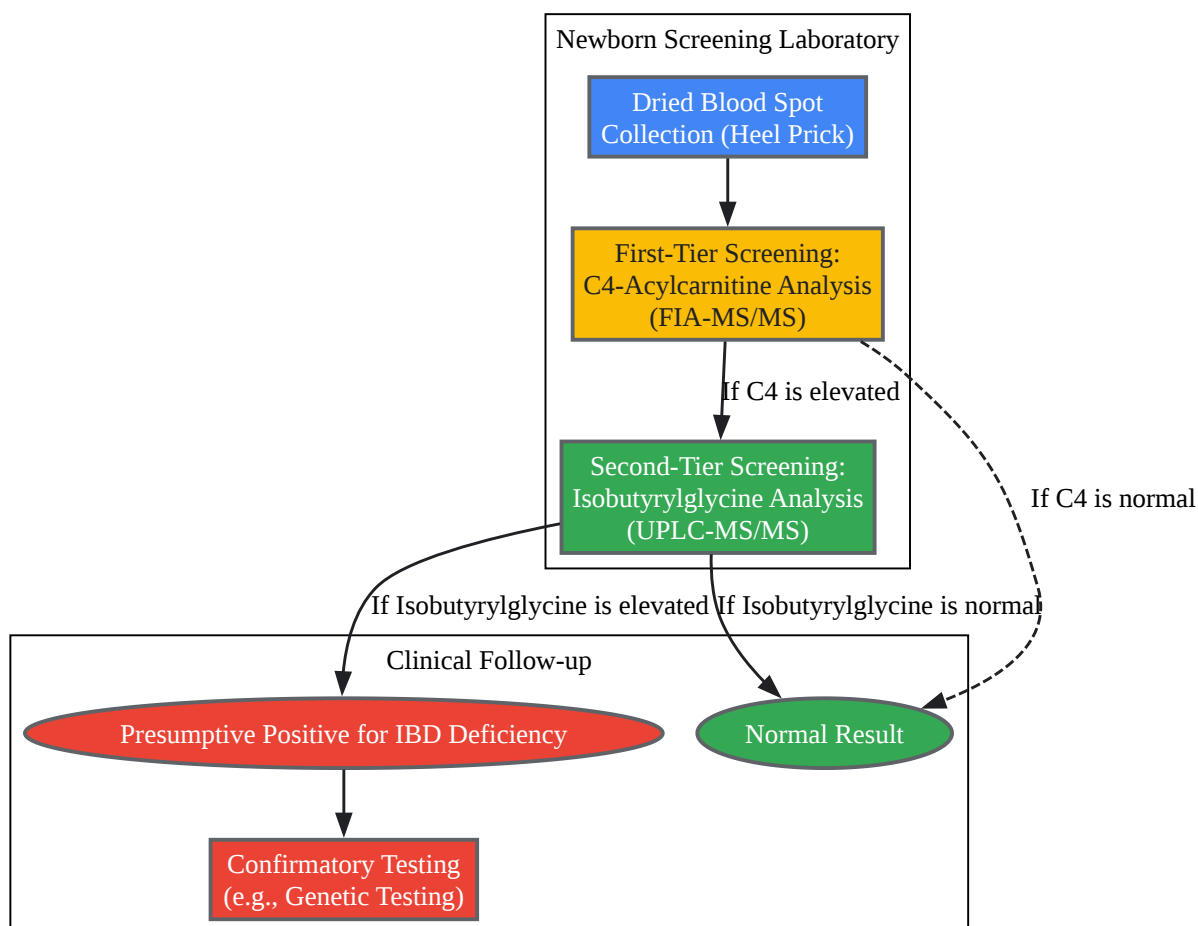 Newborn Screening Laboratory
Dried Blood Spot
Collection (Heel Prick)
First-Tier Screening:
C4-Acylcarnitine Analysis
(FIA-MS/MS)
If C4 is elevated
Second-Tier Screening:
Isobutyrylglycine Analysis
(UPLC-MS/MS)
If C4 is normal
If Isobutyrylglycine is elevated
If Isobutyrylglycine is normal
Clinical Follow-up
Presumptive Positive for IBD Deficiency
Normal Result
Confirmatory Testing
(e.g., Genetic Testing)